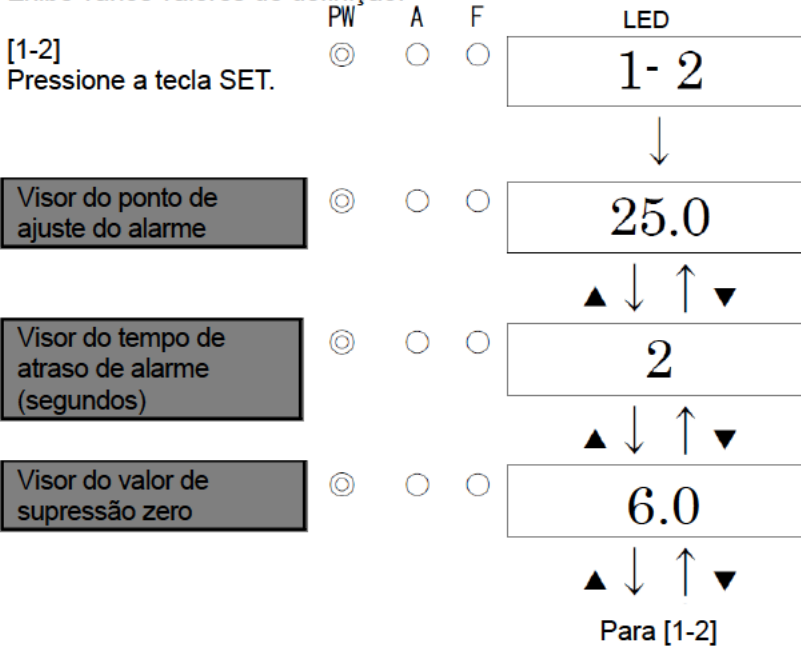 PW A F LED
[1-2]
Pressione a tecla SET.
1- 2
↓
Visor do ponto de
ajuste do alarme
25.0
▲ ↓ ↑ ▼
Visor do tempo de
atraso de alarme
(segundos)
2
▲ ↓ ↑ ▼
Visor do valor de
supressão zero
6.0
▲ ↓ ↑ ▼
Para [1-2]